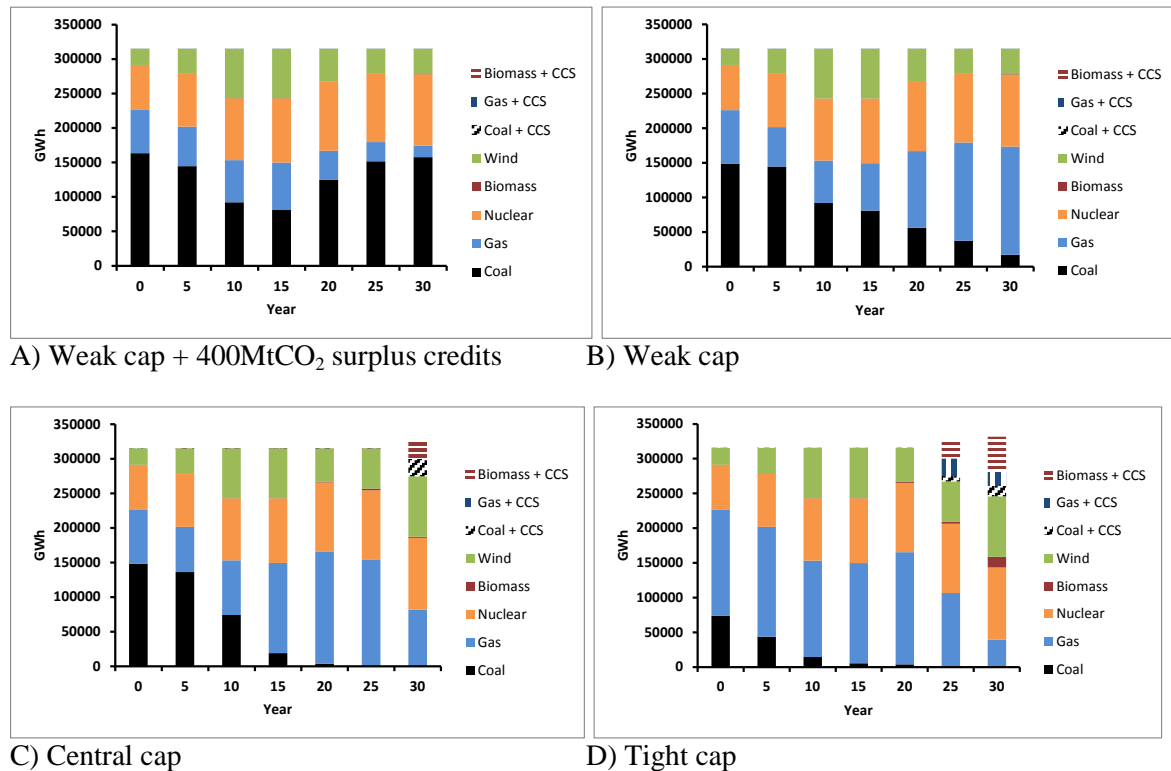 350000
300000
250000
200000
150000
100000
50000
0
GWh
0 5 10 15 20 25 30
Year
Biomass + CCS
Gas + CCS
Coal + CCS
Wind
Biomass
Nuclear
Gas
Coal
350000
300000
250000
200000
150000
100000
50000
0
GWh
0 5 10 15 20 25 30
Year
Biomass + CCS
Gas + CCS
Coal + CCS
Wind
Biomass
Nuclear
Gas
Coal
A) Weak cap + 400MtCO₂ surplus credits
B) Weak cap
350000
300000
250000
200000
150000
100000
50000
0
GWh
0 5 10 15 20 25 30
Year
Biomass + CCS
Gas + CCS
Coal + CCS
Wind
Biomass
Nuclear
Gas
Coal
350000
300000
250000
200000
150000
100000
50000
0
GWh
0 5 10 15 20 25 30
Year
Biomass + CCS
Gas + CCS
Coal + CCS
Wind
Biomass
Nuclear
Gas
Coal
C) Central cap
D) Tight cap